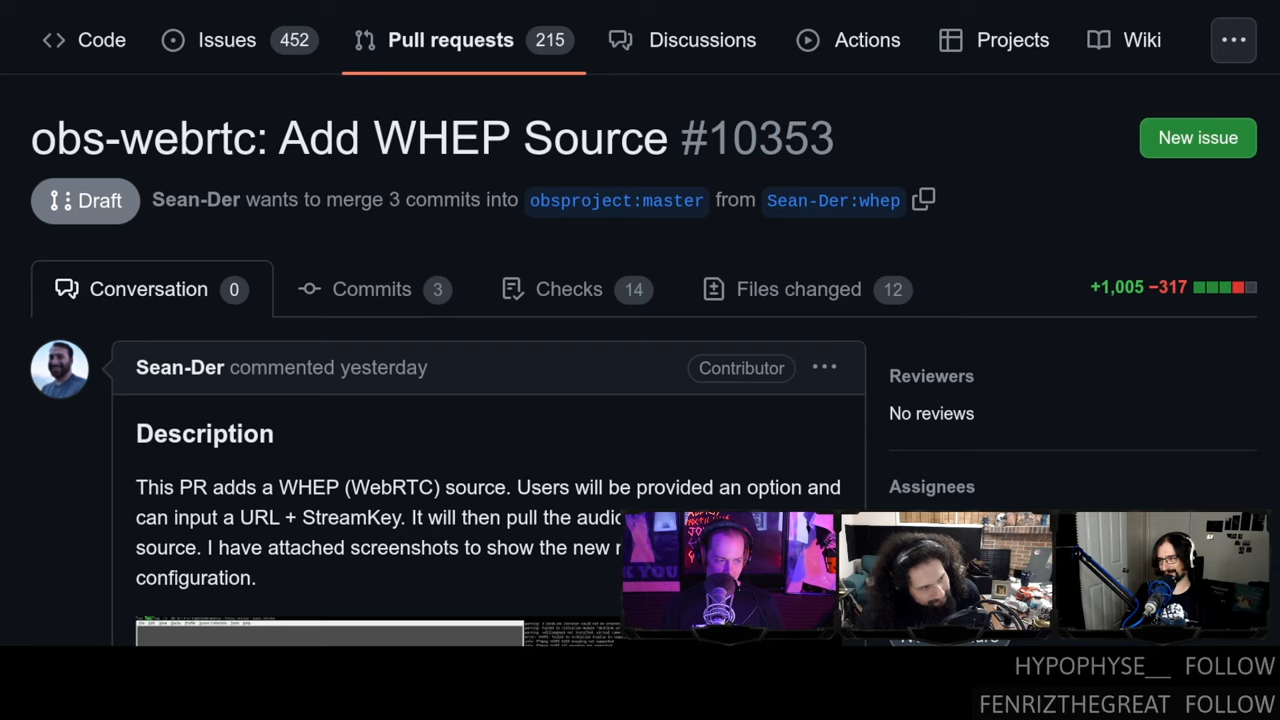 Code Issues 452 Pull requests 215 Discussions Actions Projects Wiki
obs-webrtc: Add WHEP Source #10353
New issue
Draft Sean-Der wants to merge 3 commits into obsproject:master from Sean-Der:whep
Conversation 0 Commits 3 Checks 14 Files changed 12 +1,005 −317
Sean-Der commented yesterday Contributor
Reviewers
No reviews
Assignees
Description
This PR adds a WHEP (WebRTC) source. Users will be provided an option and
can input a URL + StreamKey. It will then pull the audio
source. I have attached screenshots to show the new
configuration.
HYPOPHYSE__ FOLLOW
FENRIZTHEGREAT FOLLOW